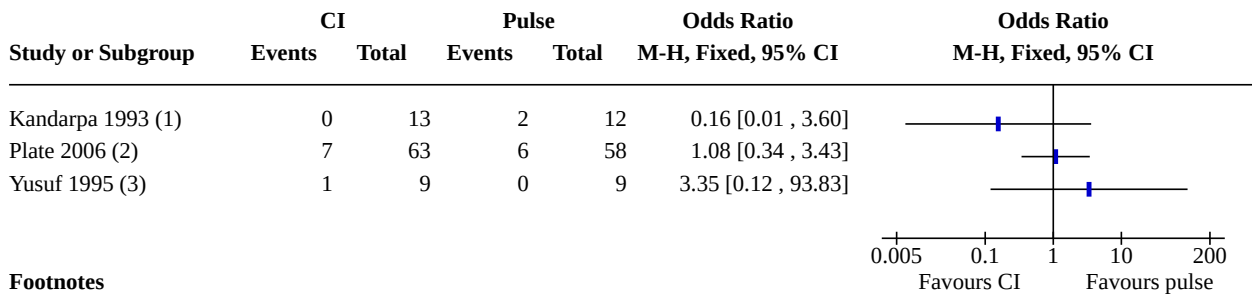 CI Pulse Odds Ratio Odds Ratio
Study or Subgroup Events Total Events Total M-H, Fixed, 95% CI M-H, Fixed, 95% CI
Kandarpa 1993 (1) 0 13 2 12 0.16 [0.01 , 3.60]
Plate 2006 (2) 7 63 6 58 1.08 [0.34 , 3.43]
Yusuf 1995 (3) 1 9 0 9 3.35 [0.12 , 93.83]
0.005 0.1 1 10 200
Footnotes Favours CI Favours pulse